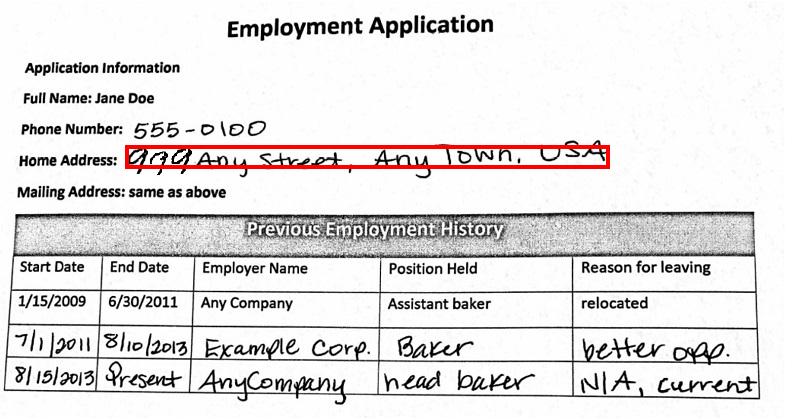 Employment Application
Application Information
Full Name: Jane Doe
Phone Number: 555-0100
Home Address: 999 Any Street, Any Town, USA
Mailing Address: same as above
Previous Employment History
Start Date End Date Employer Name Position Held Reason for leaving
1/15/2009 6/30/2011 Any Company Assistant baker relocated
7/1/2011 8/10/2013 Example Corp. Baker better opp.
8/15/2013 Present AnyCompany head baker N/A, current